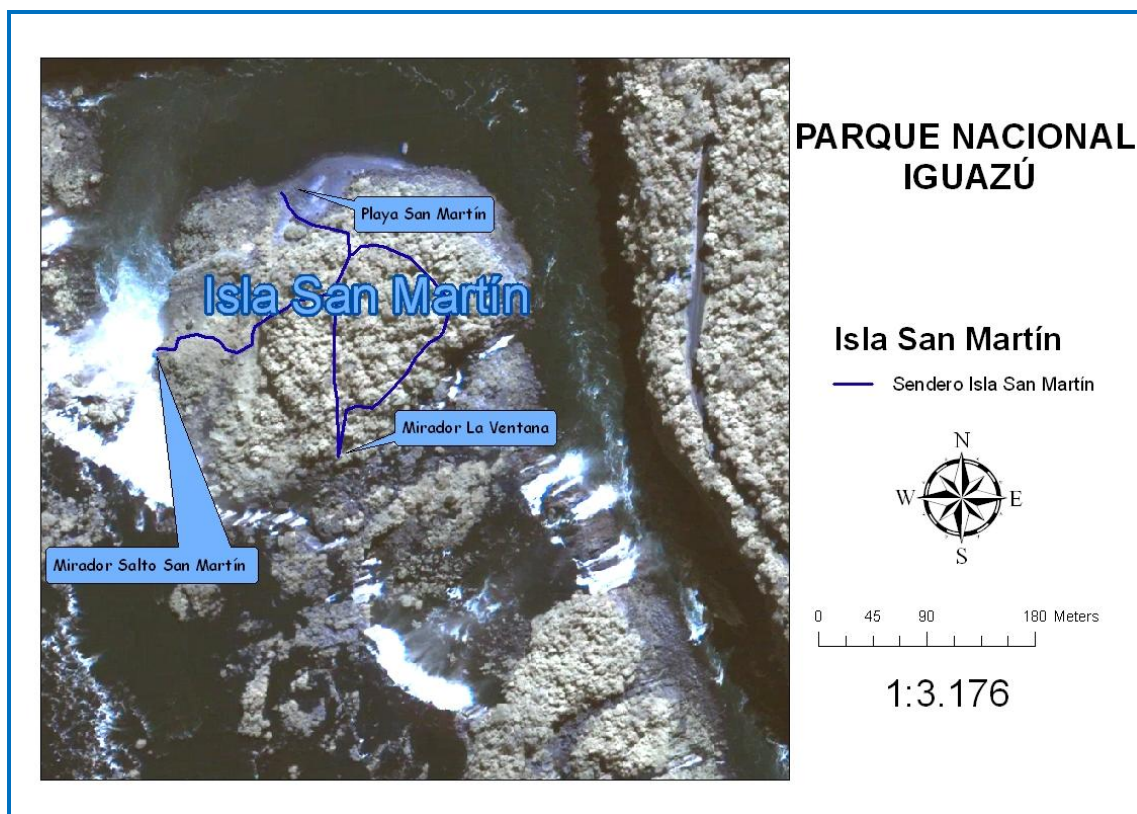 PARQUE NACIONAL
IGUAZÚ
Playa San Martín
Isla San Martín
Mirador La Ventana
Mirador Salto San Martín
Isla San Martín
Sendero Isla San Martín
N
W E
S
0 45 90 180 Meters
1:3.176